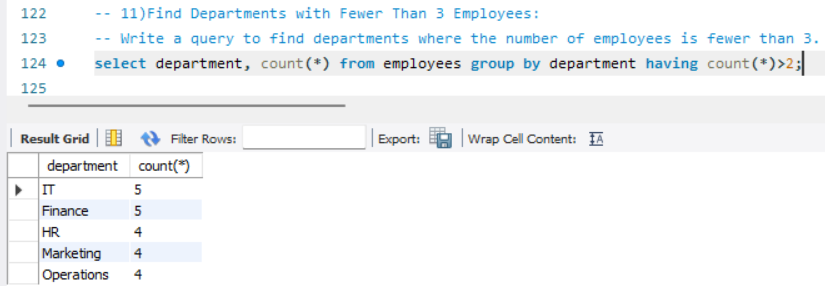 122 -- 11)Find Departments with Fewer Than 3 Employees:
123 -- Write a query to find departments where the number of employees is fewer than 3.
124 select department, count(*) from employees group by department having count(*)>2;
125
Result Grid Filter Rows: Export: Wrap Cell Content: IA
department count(*)
IT 5
Finance 5
HR 4
Marketing 4
Operations 4